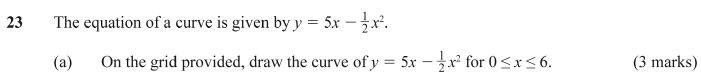 23 The equation of a curve is given by y = 5x − ½x².
(a) On the grid provided, draw the curve of y = 5x − ½x² for 0 ≤ x ≤ 6. (3 marks)